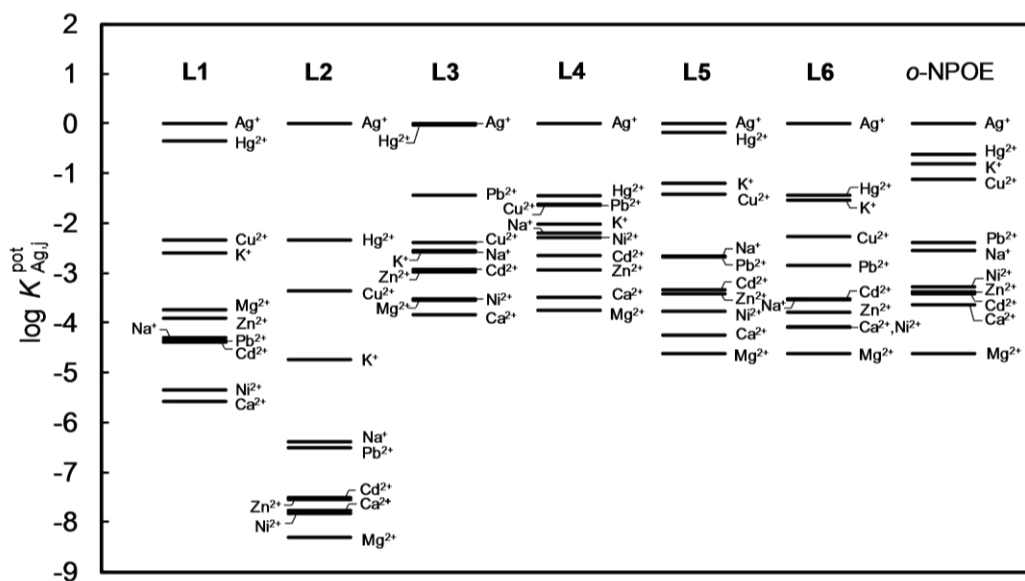 2
1
0
-1
-2
-3
-4
-5
-6
-7
-8
-9
log K pot Ag,j
L1
L2
L3
L4
L5
L6
o-NPOE
Ag⁺
Hg²⁺
Cu²⁺
K⁺
Mg²⁺
Zn²⁺
Na⁺
Pb²⁺
Cd²⁺
Ni²⁺
Ca²⁺
Ag⁺
Hg²⁺
Cu²⁺
K⁺
Na⁺
Pb²⁺
Cd²⁺
Zn²⁺
Ca²⁺
Ni²⁺
Mg²⁺
Ag⁺
Hg²⁺
Pb²⁺
Cu²⁺
Na⁺
K⁺
Cd²⁺
Zn²⁺
Ni²⁺
Mg²⁺
Ca²⁺
Ag⁺
Hg²⁺
Pb²⁺
Cu²⁺
K⁺
Na⁺
Ni²⁺
Cd²⁺
Zn²⁺
Ca²⁺
Mg²⁺
Ag⁺
Hg²⁺
K⁺
Cu²⁺
Na⁺
Pb²⁺
Cd²⁺
Zn²⁺
Ni²⁺
Ca²⁺
Mg²⁺
Ag⁺
Hg²⁺
K⁺
Cu²⁺
Pb²⁺
Cd²⁺
Na⁺
Zn²⁺
Ca²⁺,Ni²⁺
Mg²⁺
Ag⁺
Hg²⁺
K⁺
Cu²⁺
Pb²⁺
Na⁺
Ni²⁺
Zn²⁺
Cd²⁺
Ca²⁺
Mg²⁺